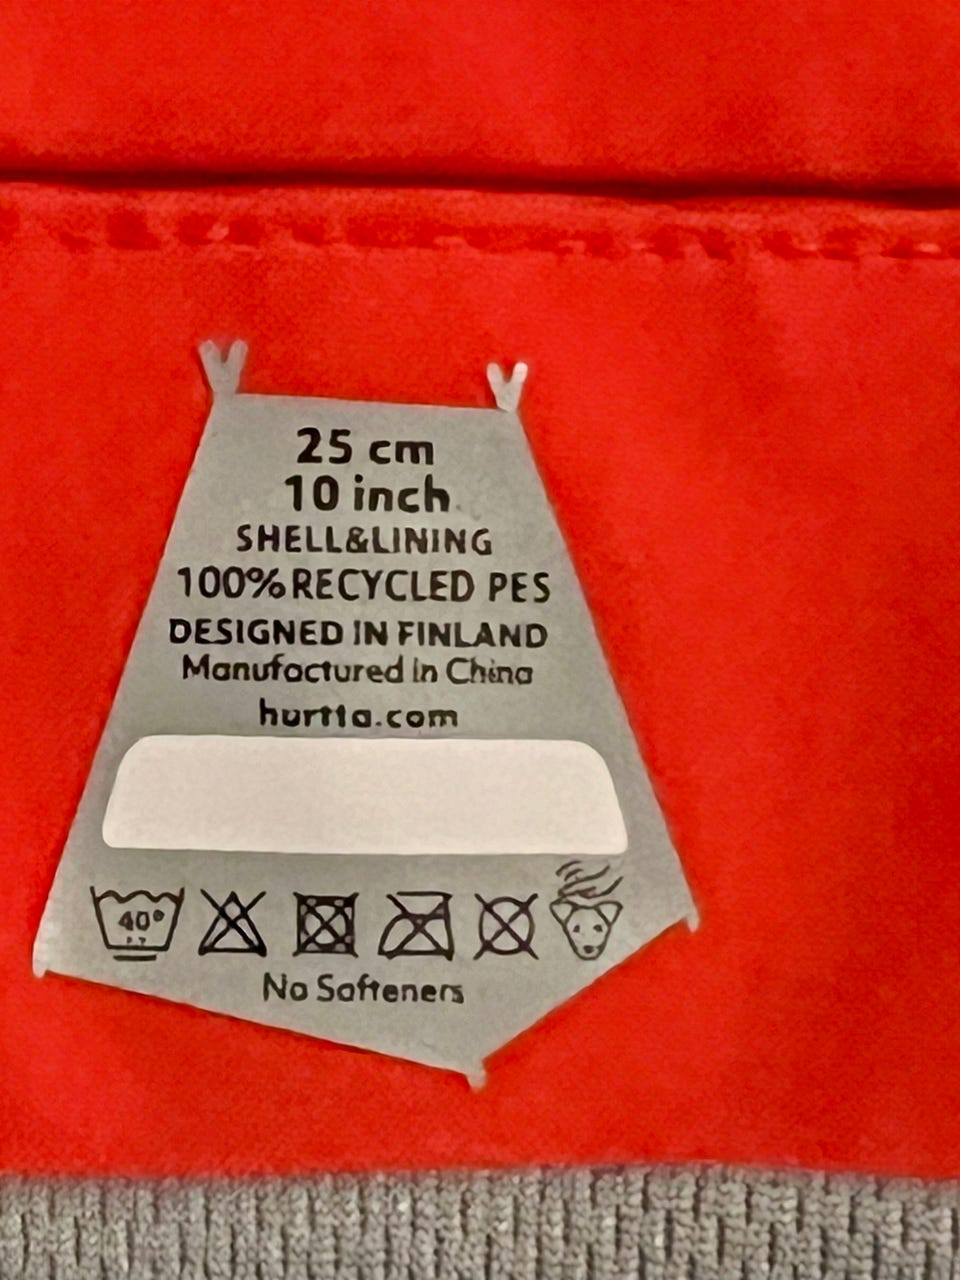 25 cm
10 inch
SHELL&LINING
100% RECYCLED PES
DESIGNED IN FINLAND
Manufactured in China
hurtta.com
40°
No Softeners